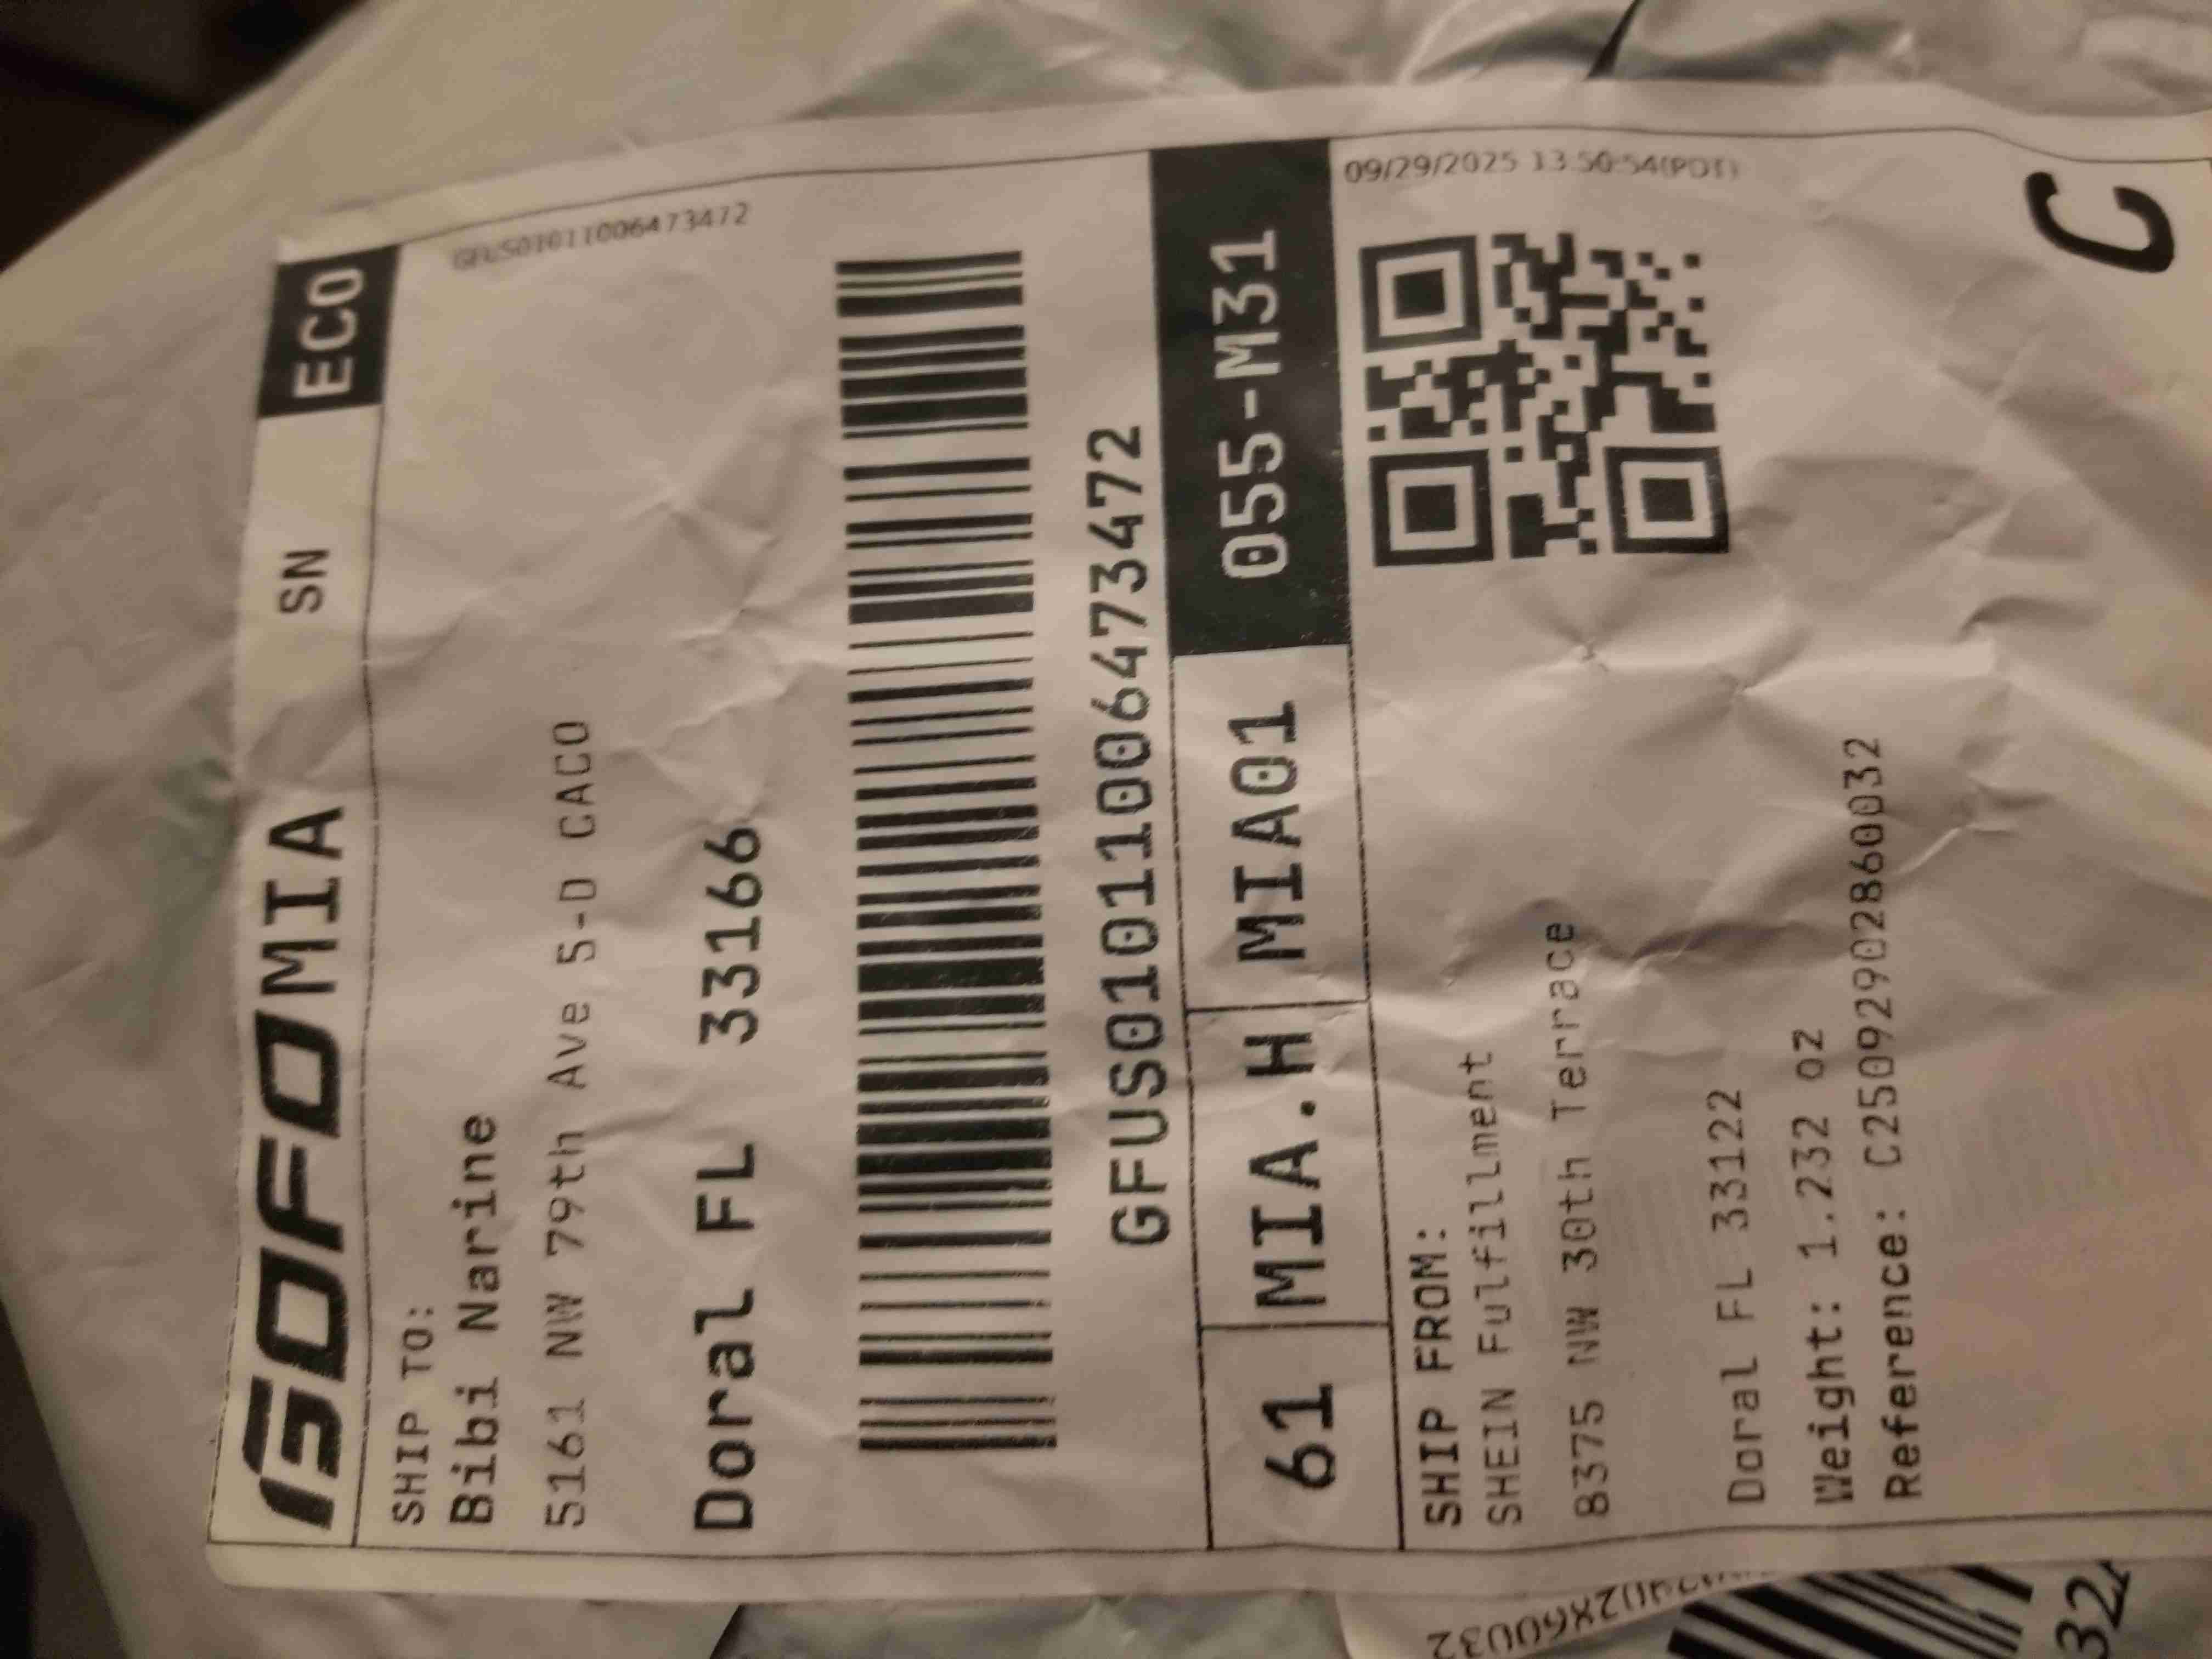 GOFO MIA SN ECO
GFUS01011006473472
SHIP TO:
Bibi Narine
5161 NW 79th Ave 5-D CACO
Doral FL 33166
GFUS01011006473472
61 MIA.H MIA01 055-M31
09/29/2025 13:50:54(PDT)
SHIP FROM:
SHEIN Fulfillment
8375 NW 30th Terrace
Doral FL 33122
Weight: 1.232 oz
Reference: C25092902860032
C